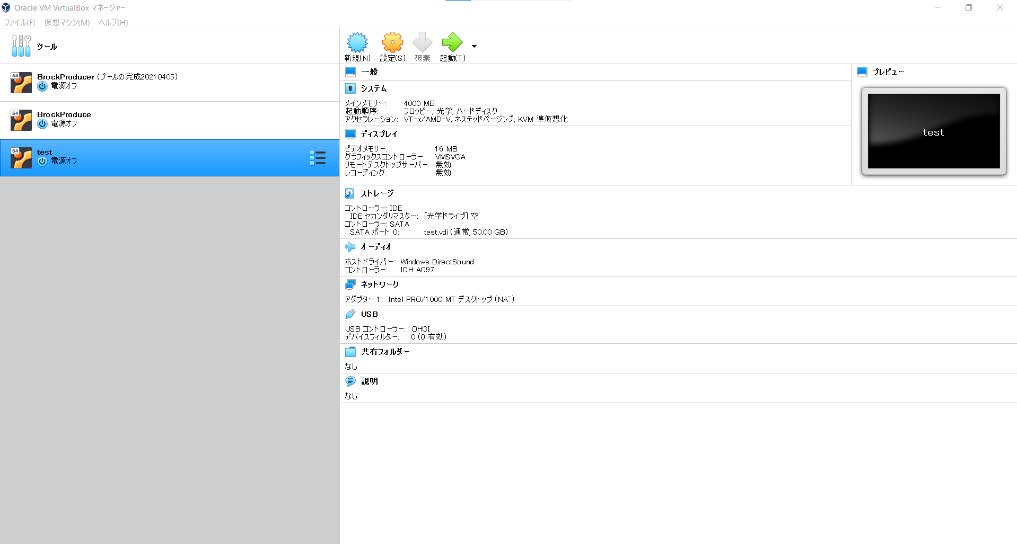 Oracle VM VirtualBox マネージャー
ファイル(F) 仮想マシン(M) ヘルプ(H)
ツール
BrockProducer (プールの完成20210405)
電源オフ
BrockProduce
電源オフ
test
電源オフ
新規(N) 設定(S) 破棄 起動(T)
一般
システム
メインメモリー: 4000 MB
起動順序: フロッピー, 光学, ハードディスク
アクセラレーション: VT-x/AMD-V, ネステッドページング, KVM 準仮想化
ディスプレイ
ビデオメモリー: 16 MB
グラフィックスコントローラー: VMSVGA
リモートデスクトップサーバー: 無効
レコーディング: 無効
ストレージ
コントローラー: IDE
IDE セカンダリマスター: [光学ドライブ] 空
コントローラー: SATA
SATA ポート 0: test.vdi (通常, 50.00 GB)
オーディオ
ホストドライバー: Windows DirectSound
コントローラー: ICH AC97
ネットワーク
アダプター 1: Intel PRO/1000 MT デスクトップ (NAT)
USB
USB コントローラー: OHCI
デバイスフィルター: 0 (0 有効)
共有フォルダー
なし
説明
なし
プレビュー
test